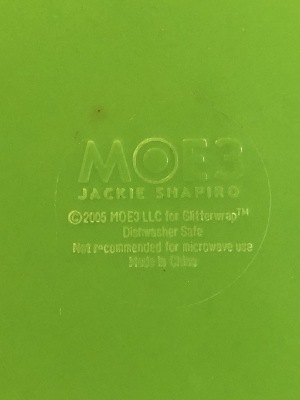 MOE3
JACKIE SHAPIRO
©2005 MOE3 LLC for Glitterwrap™
Dishwasher Safe
Not recommended for microwave use
Made in China